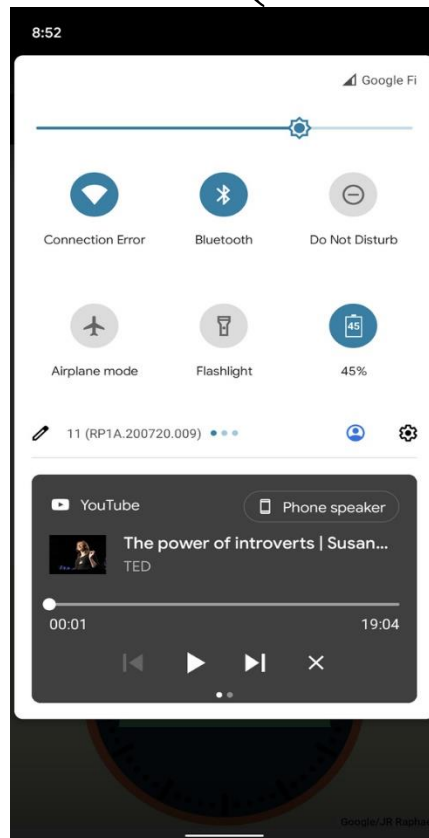 8:52
Google Fi
Connection Error Bluetooth Do Not Disturb
45
Airplane mode Flashlight 45%
11 (RP1A.200720.009)
YouTube Phone speaker
The power of introverts | Susan...
TED
00:01 19:04
Google/JR Rapha